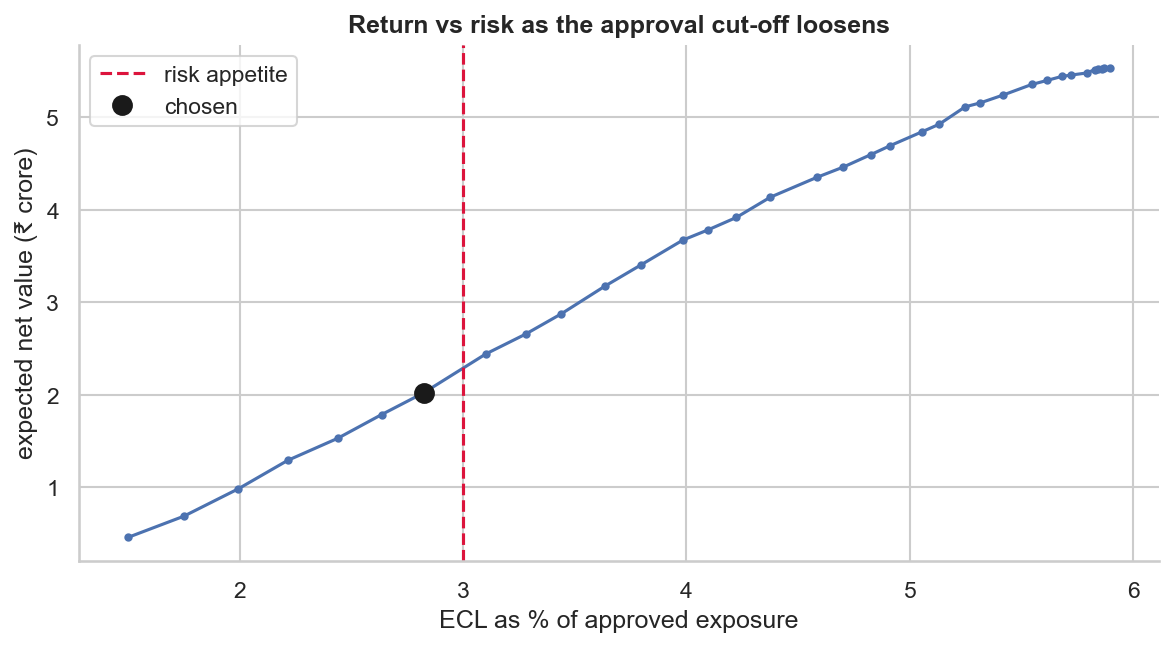 Return vs risk as the approval cut-off loosens
risk appetite
chosen
expected net value (₹ crore)
5
4
3
2
1
2
3
4
5
6
ECL as % of approved exposure